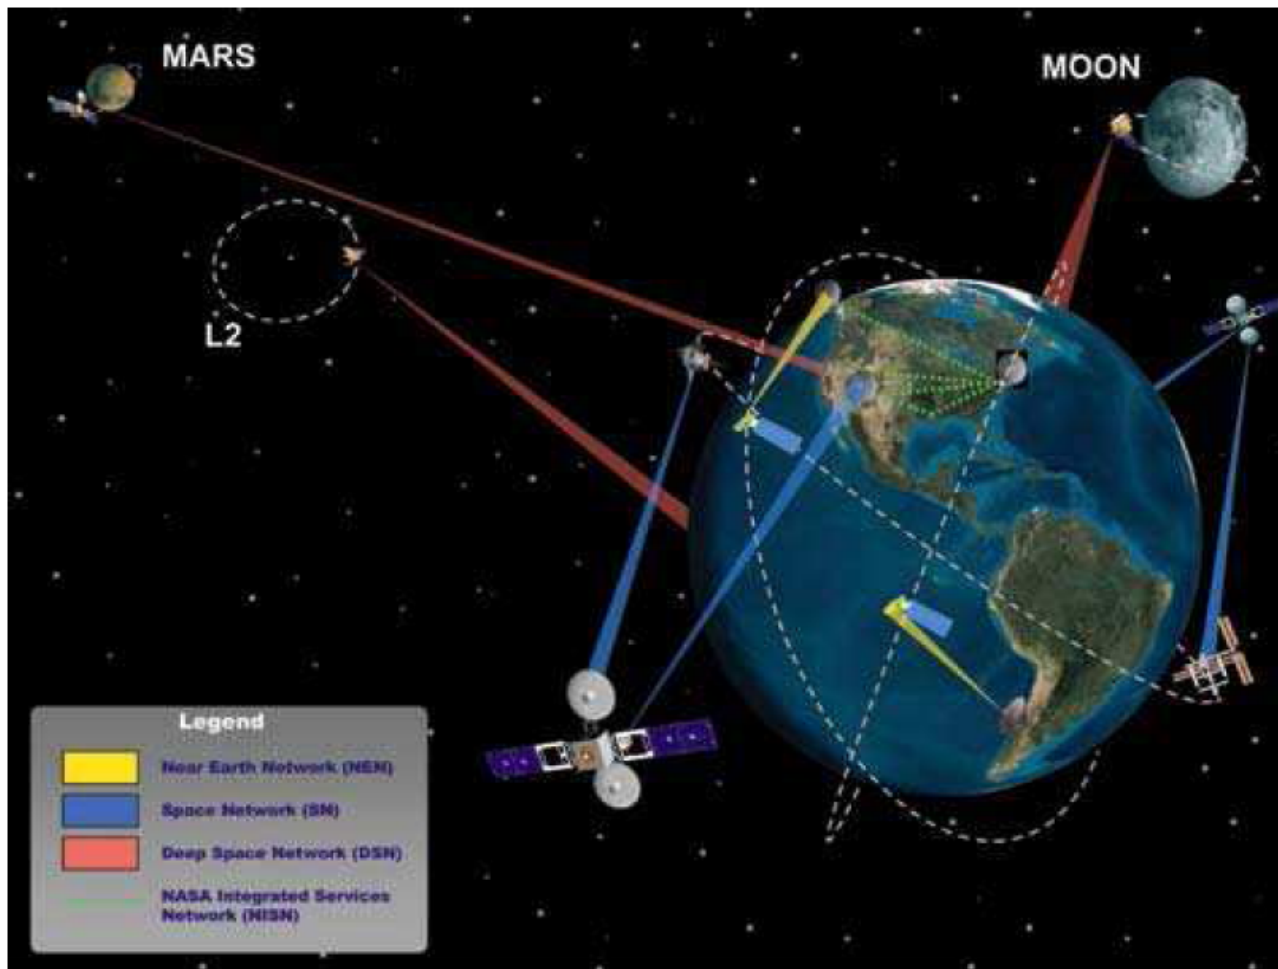 MARS
MOON
L2
Legend
Near Earth Network (NEN)
Space Network (SN)
Deep Space Network (DSN)
NASA Integrated Services
Network (NISN)